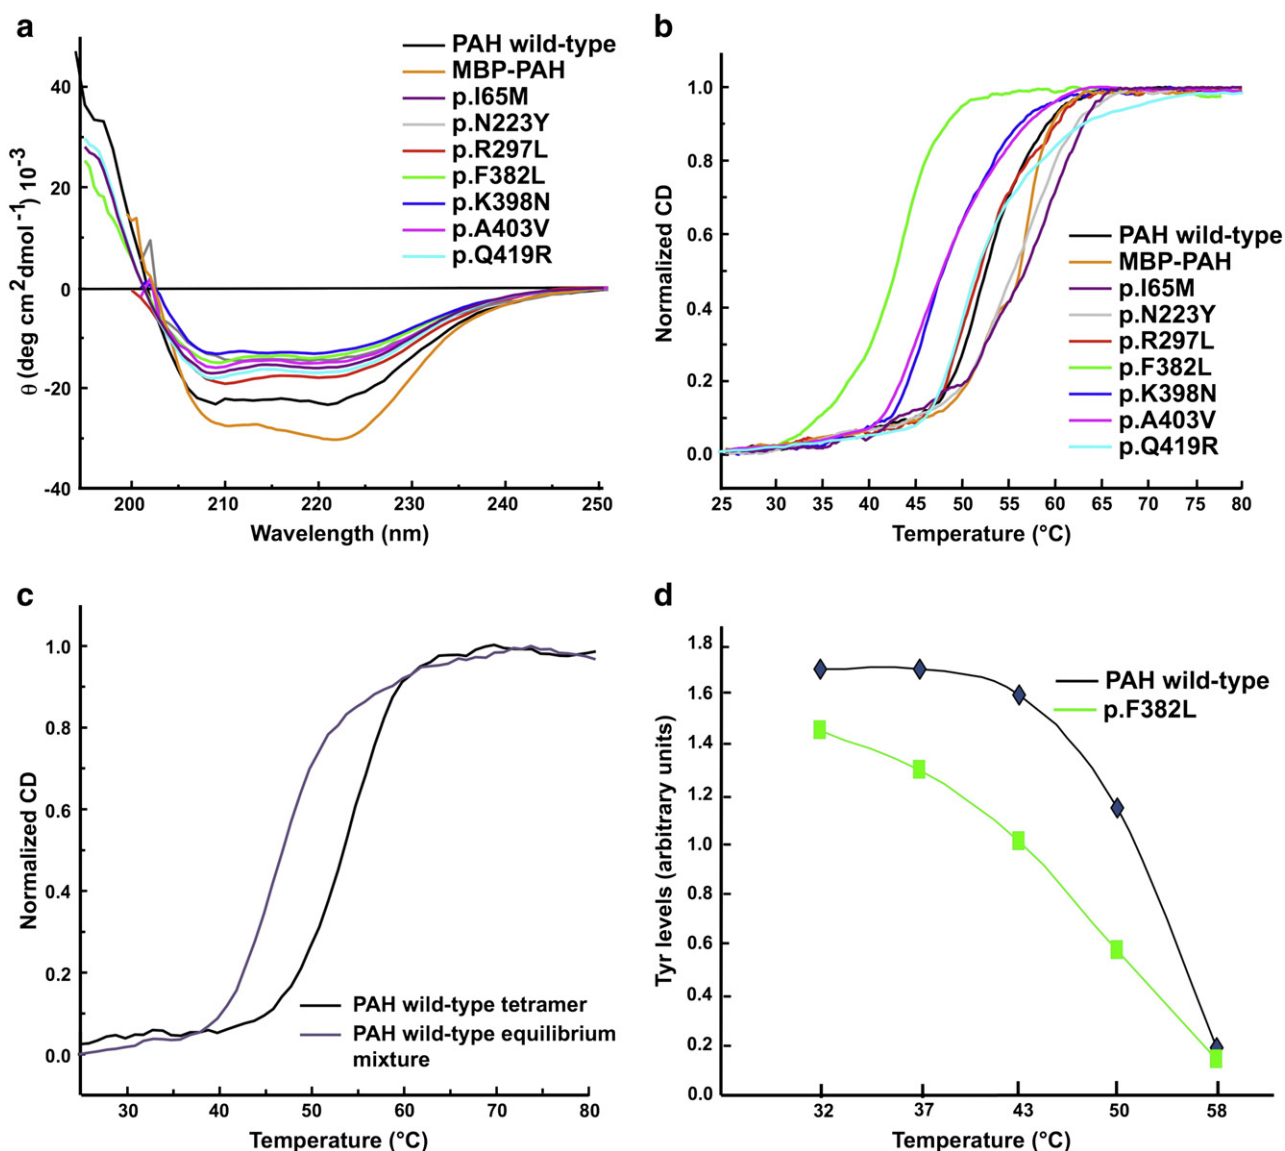 a
PAH wild-type
MBP-PAH
p.I65M
p.N223Y
p.R297L
p.F382L
p.K398N
p.A403V
p.Q419R
40
20
0
-20
-40
θ (deg cm² dmol⁻¹) 10⁻³
200
210
220
230
240
250
Wavelength (nm)
b
1.0
0.8
0.6
0.4
0.2
0.0
Normalized CD
PAH wild-type
MBP-PAH
p.I65M
p.N223Y
p.R297L
p.F382L
p.K398N
p.A403V
p.Q419R
25
30
35
40
45
50
55
60
65
70
55
80
Temperature (°C)
c
1.0
0.8
0.6
0.4
0.2
0.0
Normalized CD
PAH wild-type tetramer
PAH wild-type equilibrium
mixture
30
40
50
60
70
80
Temperature (°C)
d
1.8
1.6
1.4
1.2
1.0
0.8
0.6
0.4
0.2
0.0
Tyr levels (arbitrary units)
PAH wild-type
p.F382L
32
37
43
50
58
Temperature (°C)